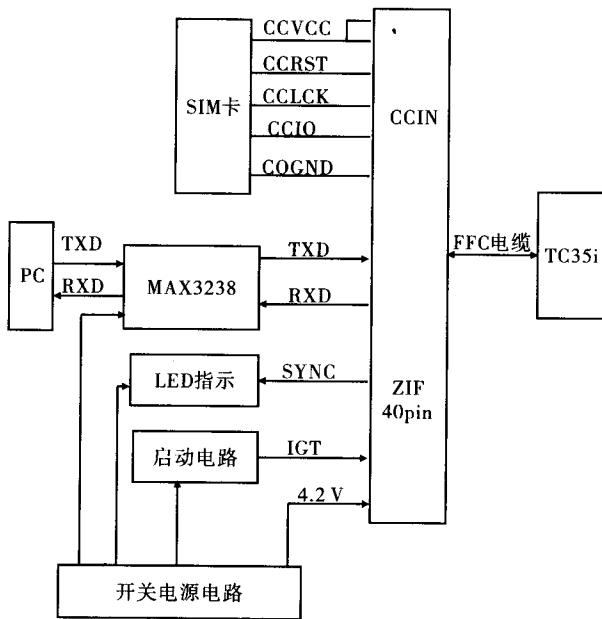 CCVCC
CCRST
CCLCK
CCIO
COGND
SIM卡
CCIN
FFC电缆
TC35i
PC
TXD
RXD
MAX3238
TXD
RXD
LED指示
SYNC
ZIF
40pin
启动电路
IGT
4.2 V
开关电源电路